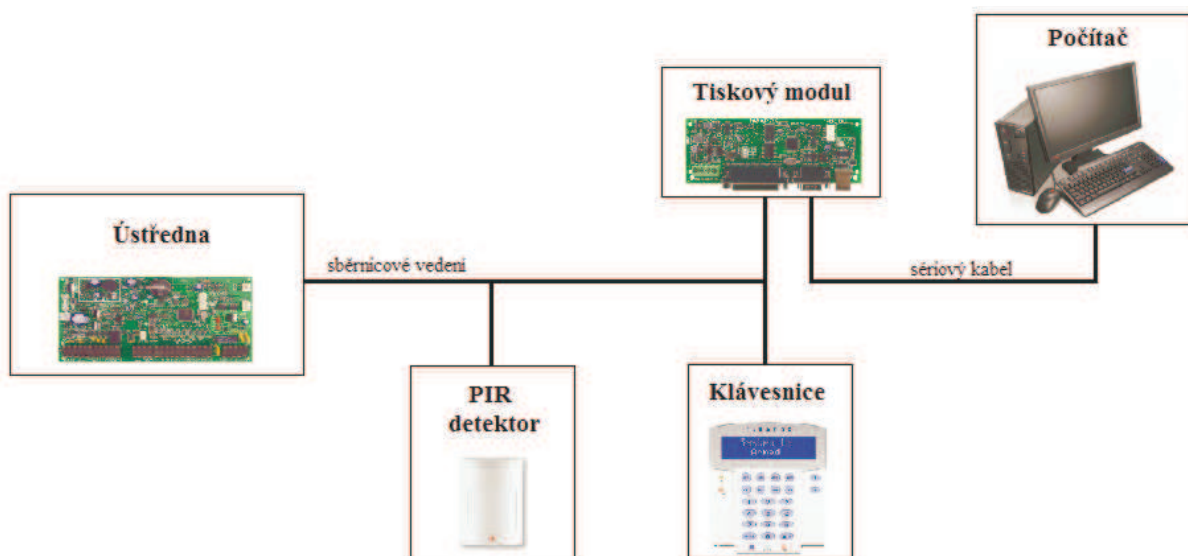 Počítač
Tiskový modul
Ústředna
sběrnicové vedení
sériový kabel
PIR
detektor
Klávesnice